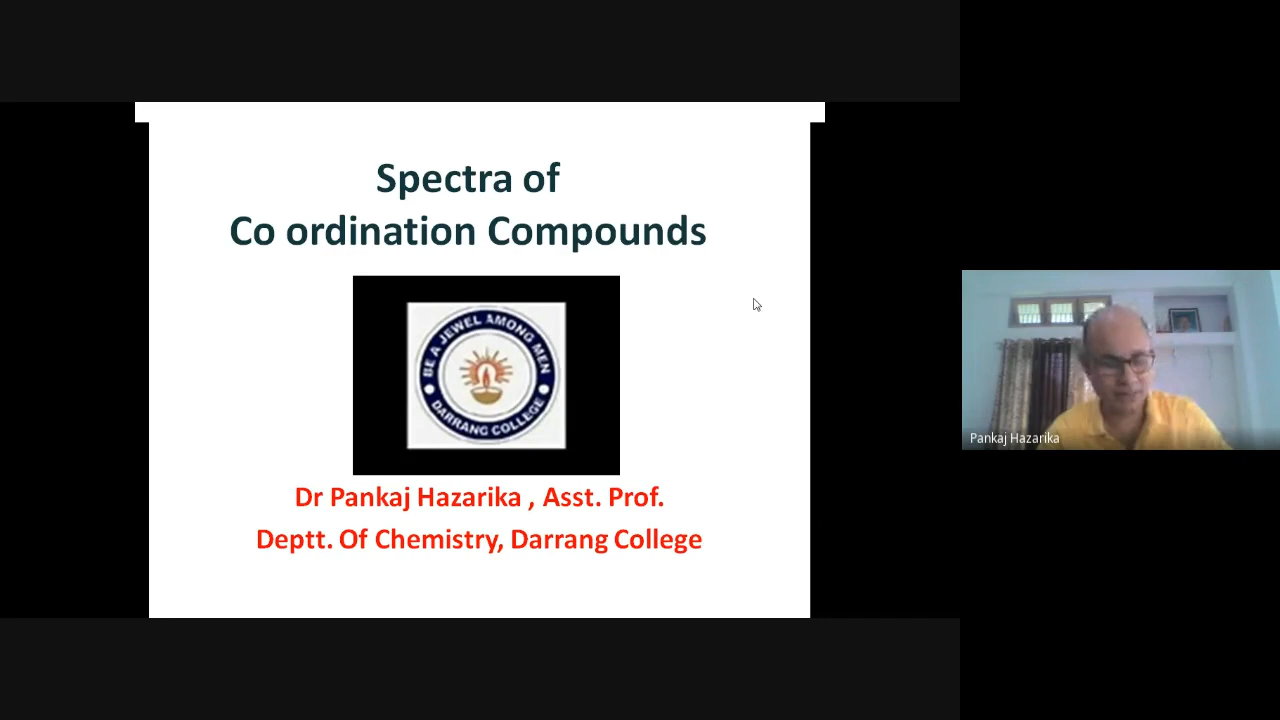 Spectra of
Co ordination Compounds
BE A JEWEL AMONG MEN
DARRANG COLLEGE
Dr Pankaj Hazarika , Asst. Prof.
Deptt. Of Chemistry, Darrang College
Pankaj Hazarika